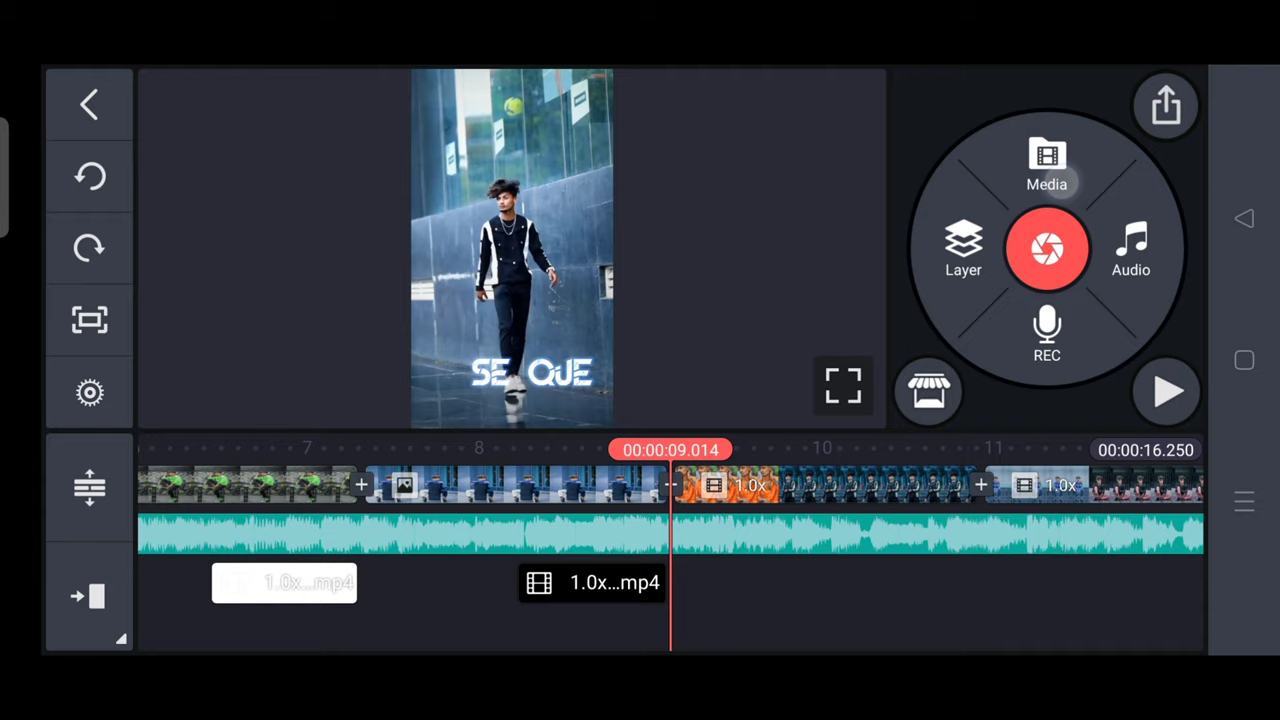 Media
Layer
Audio
REC
SE QUE
7
8
00:00:09.014
10
11
00:00:16.250
1.0x
1.0x
1.0x...mp4
1.0x...mp4